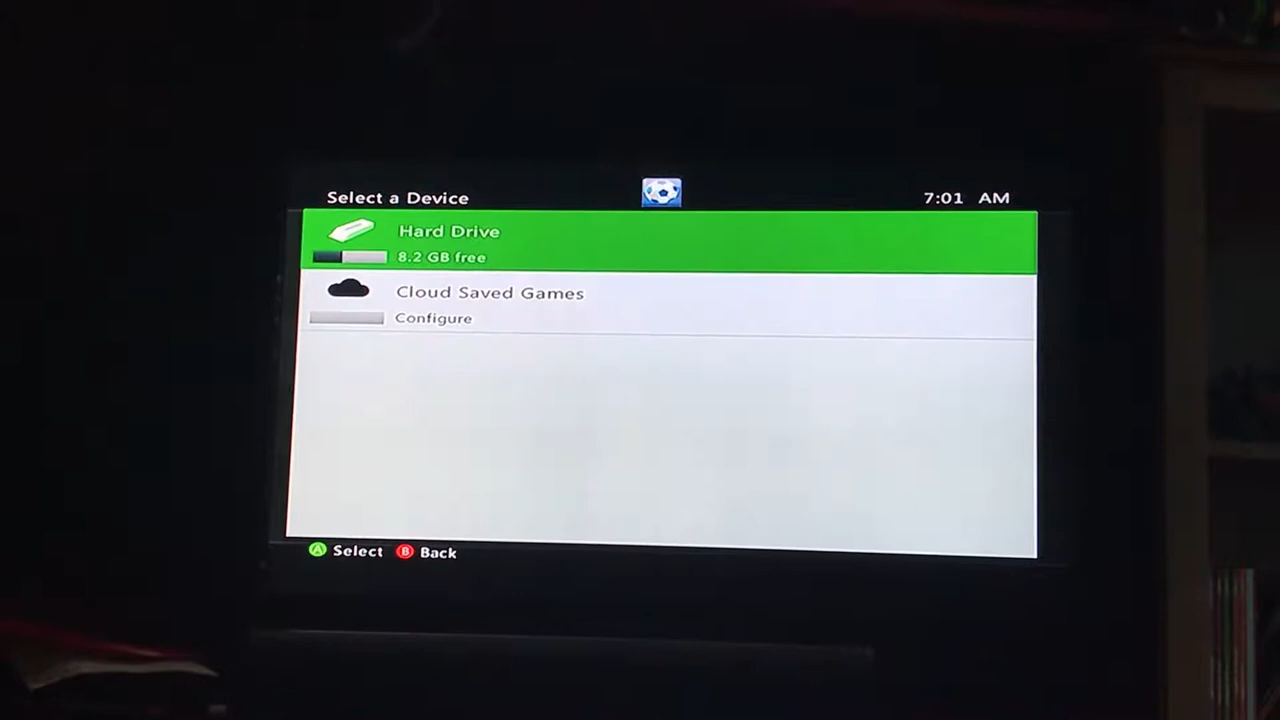 Select a Device
7:01 AM
Hard Drive
8.2 GB free
Cloud Saved Games
Configure
A Select B Back